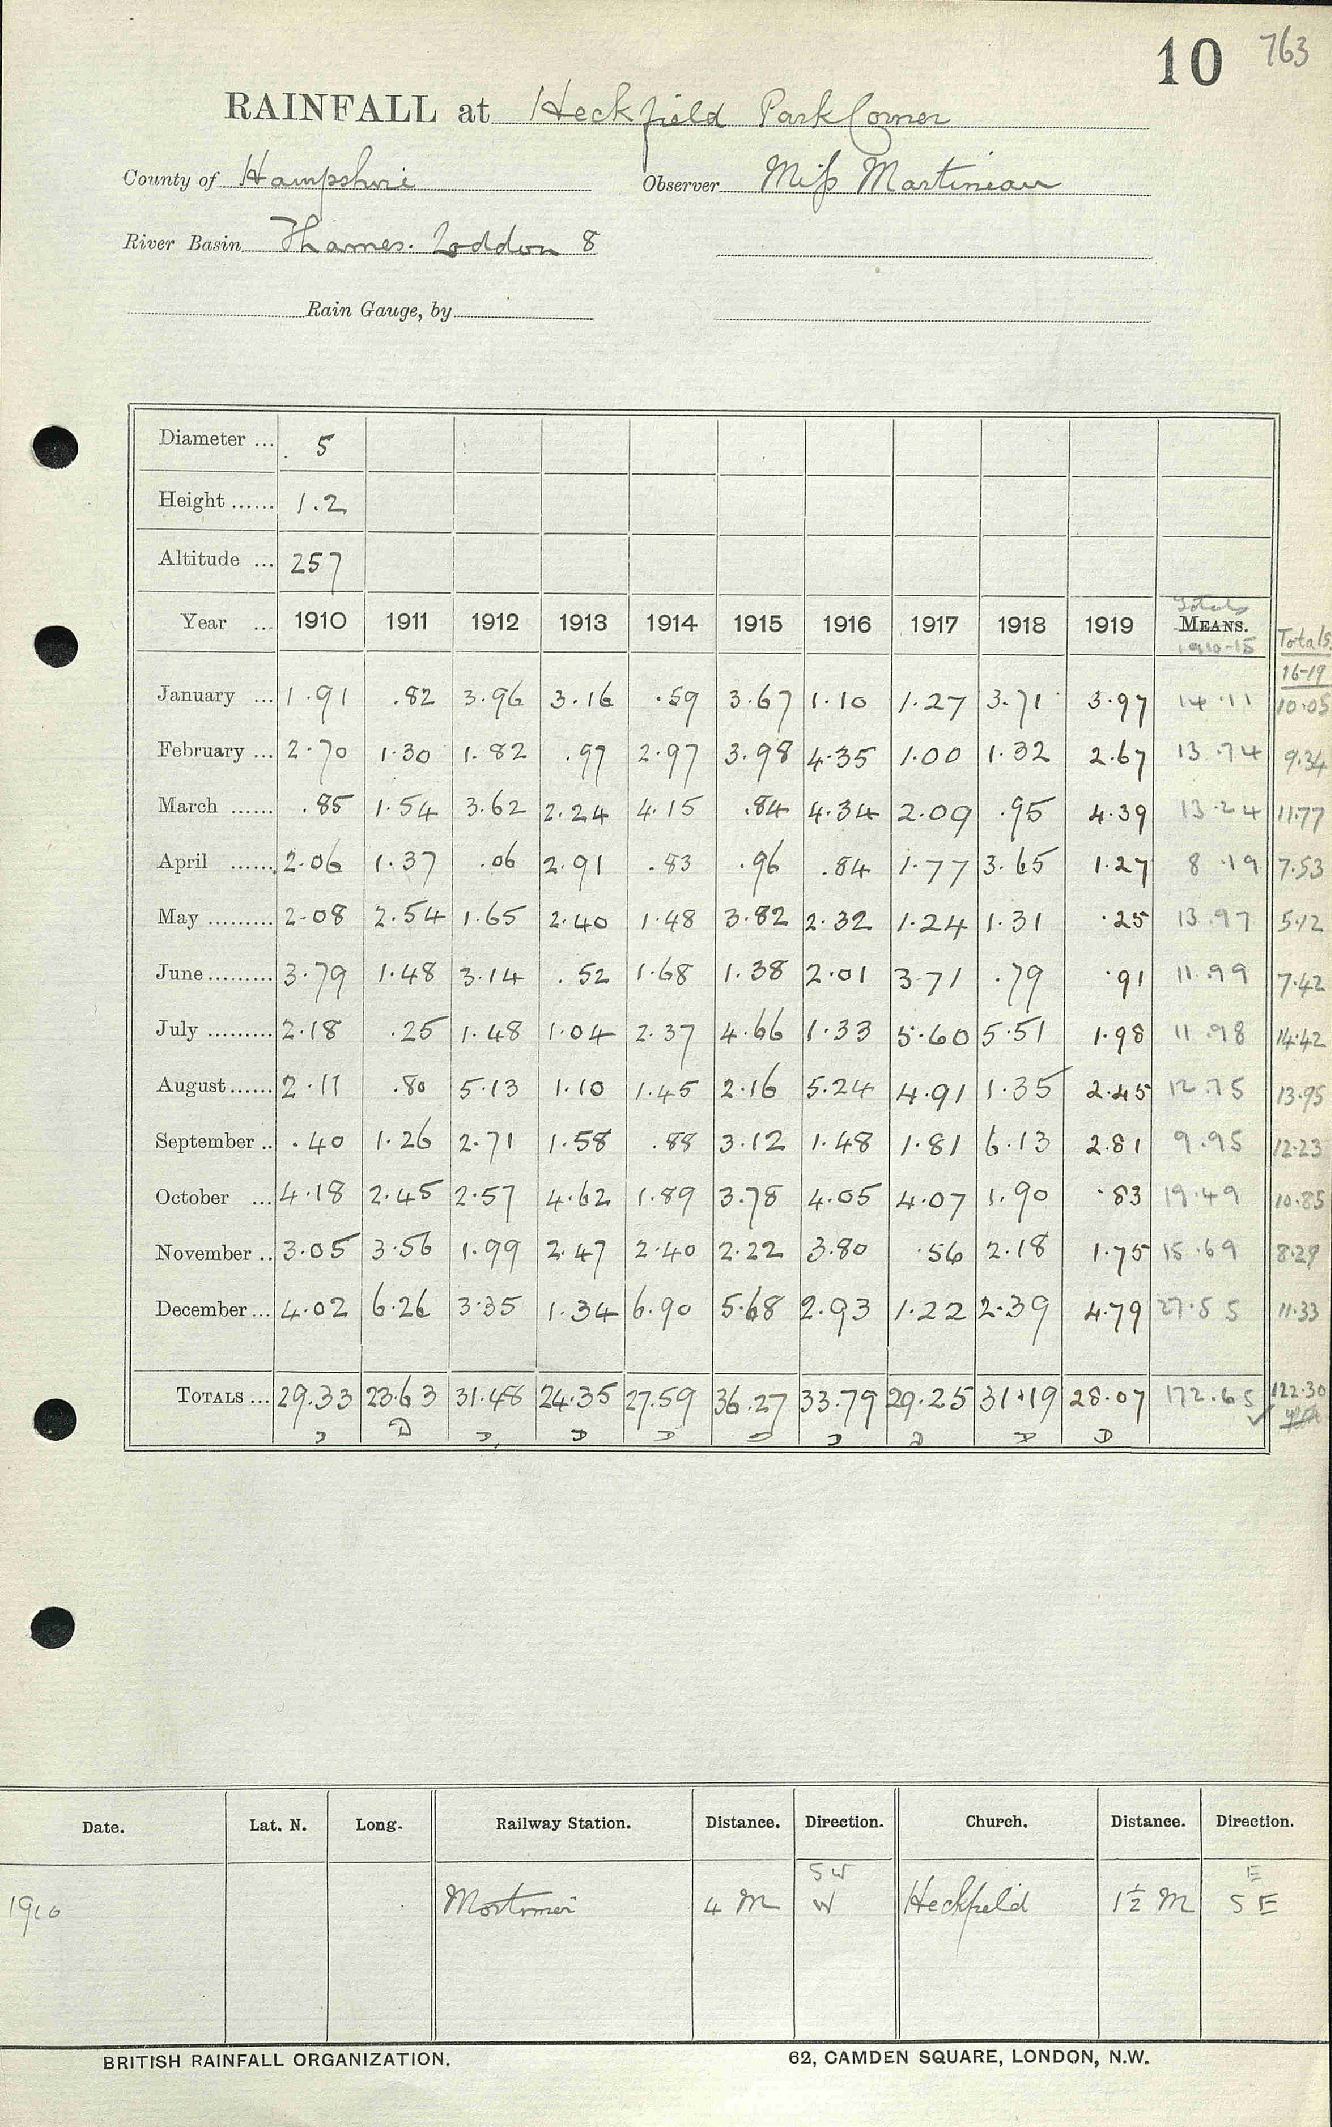 10 763
RAINFALL at Heckfield Park Corner
County of Hampshire Observer Miss Martineau
River Basin Thames. Loddon 8
Rain Gauge, by
Diameter ... 5
Height ...... 1.2
Altitude ... 257
Year ... 1910 1911 1912 1913 1914 1915 1916 1917 1918 1919 Totals MEANS. 1910-15 Totals 16-19
January ... 1.91 .82 3.96 3.16 .59 3.67 1.10 1.27 3.71 3.97 14.11 10.05
February ... 2.70 1.30 1.82 .97 2.97 3.98 4.35 1.00 1.32 2.67 13.74 9.34
March ...... .85 1.54 3.62 2.24 4.15 .84 4.34 2.09 .95 4.39 13.24 11.77
April ...... 2.06 1.37 .06 2.91 .83 .96 .84 1.77 3.65 1.27 8.19 7.53
May ......... 2.08 2.54 1.65 2.40 1.48 3.82 2.32 1.24 1.31 .25 13.97 5.12
June ......... 3.79 1.48 3.14 .52 1.68 1.38 2.01 3.71 .79 .91 11.99 7.42
July ......... 2.18 .25 1.48 1.04 2.37 4.66 1.33 5.60 5.51 1.98 11.98 14.42
August ...... 2.11 .80 5.13 1.10 1.45 2.16 5.24 4.91 1.35 2.45 12.75 13.95
September .. .40 1.26 2.71 1.58 .88 3.12 1.48 1.81 6.13 2.81 9.95 12.23
October ... 4.18 2.45 2.57 4.62 1.89 3.78 4.05 4.07 1.90 .83 19.49 10.85
November .. 3.05 3.56 1.99 2.47 2.40 2.22 3.80 .56 2.18 1.75 15.69 8.29
December ... 4.02 6.26 3.35 1.34 6.90 5.68 2.93 1.22 2.39 4.79 27.55 11.33
TOTALS ... 29.33 23.63 31.48 24.35 27.59 36.27 33.79 29.25 31.19 28.07 172.65 122.30
D D D D D D D D D D
Date. Lat. N. Long. Railway Station. Distance. Direction. Church. Distance. Direction.
SW E
1910 Mortimer 4 M W Heckfield 1½ M S E
BRITISH RAINFALL ORGANIZATION. 62, CAMDEN SQUARE, LONDON, N.W.